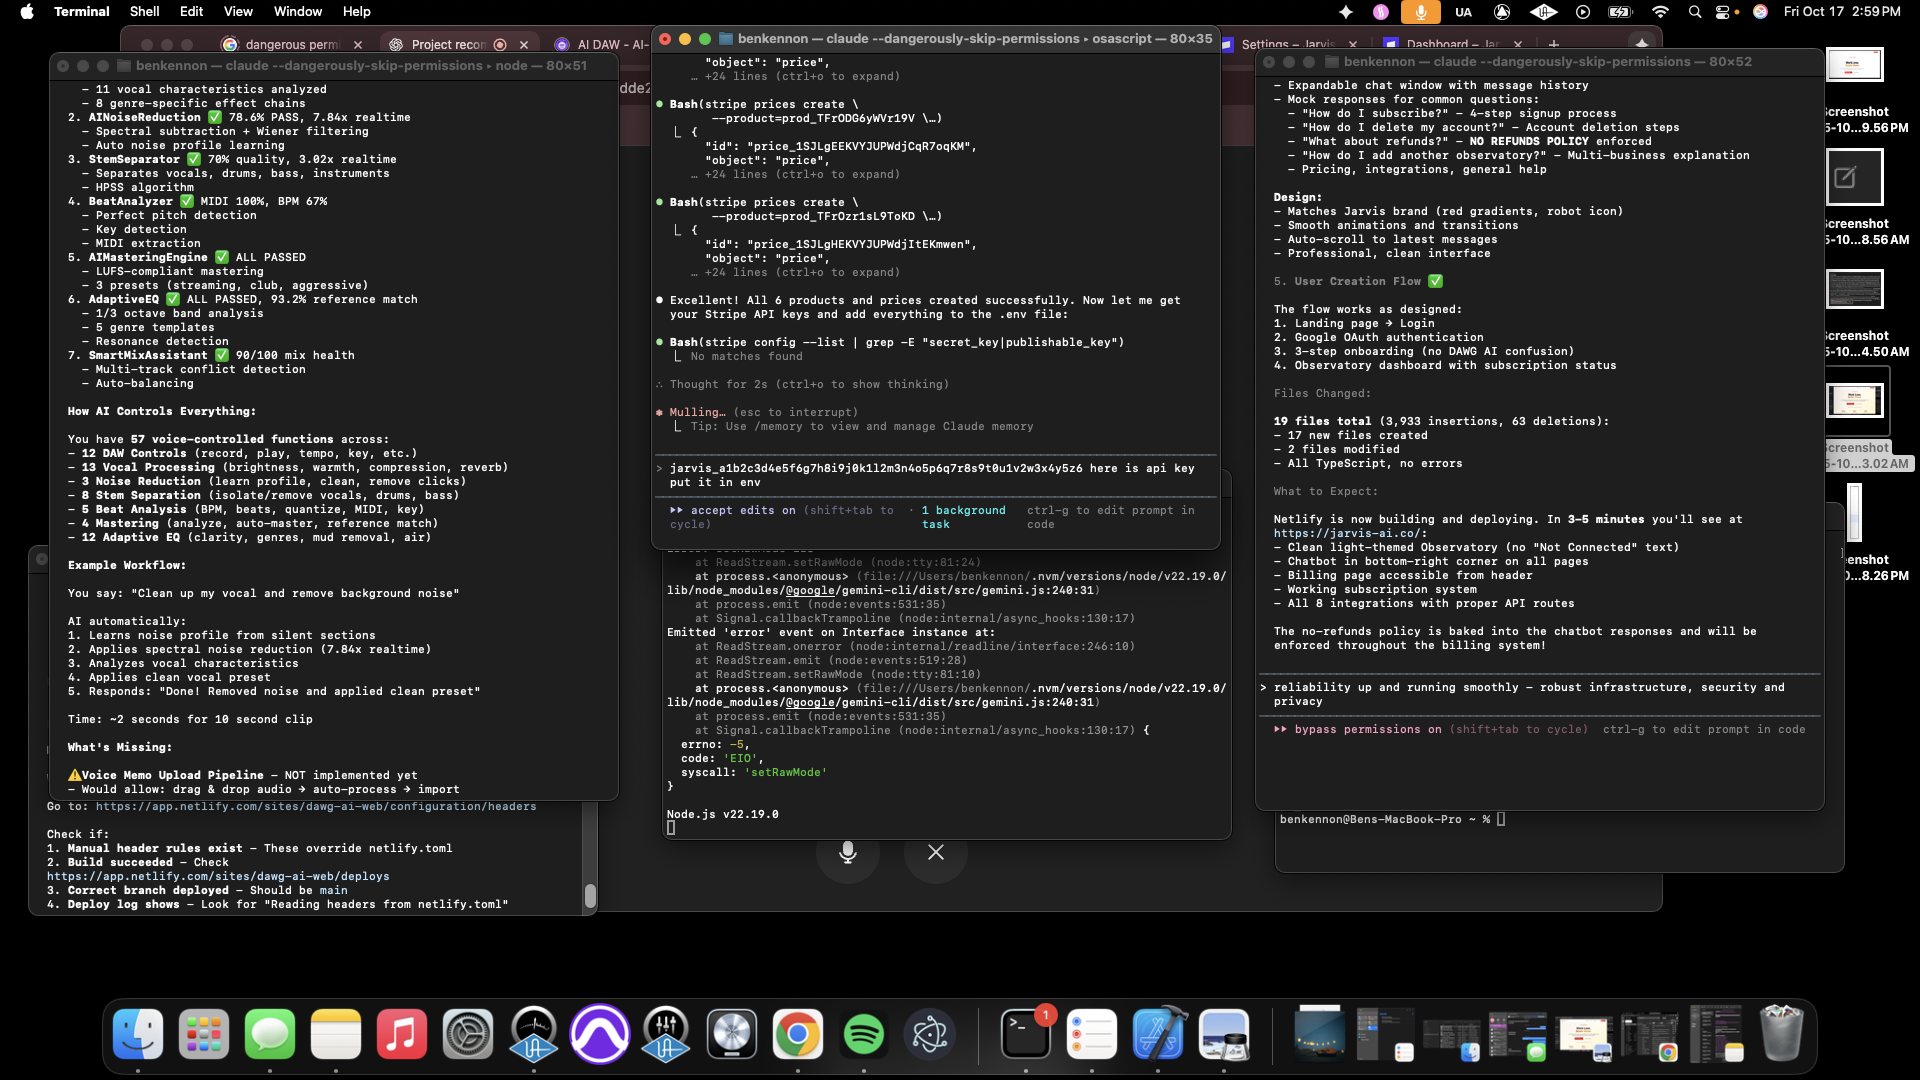 Terminal Shell Edit View Window Help
UA
Fri Oct 17 2:59 PM
dangerous perm
Project recon
AI DAW - AI-
Settings – Jarvis
Dashboard – Jar
benkennon — claude --dangerously-skip-permissions ▸ node — 80×51
– 11 vocal characteristics analyzed
– 8 genre-specific effect chains
2. AINoiseReduction ✅ 78.6% PASS, 7.84x realtime
– Spectral subtraction + Wiener filtering
– Auto noise profile learning
3. StemSeparator ✅ 70% quality, 3.02x realtime
– Separates vocals, drums, bass, instruments
– HPSS algorithm
4. BeatAnalyzer ✅ MIDI 100%, BPM 67%
– Perfect pitch detection
– Key detection
– MIDI extraction
5. AIMasteringEngine ✅ ALL PASSED
– LUFS-compliant mastering
– 3 presets (streaming, club, aggressive)
6. AdaptiveEQ ✅ ALL PASSED, 93.2% reference match
– 1/3 octave band analysis
– 5 genre templates
– Resonance detection
7. SmartMixAssistant ✅ 90/100 mix health
– Multi-track conflict detection
– Auto-balancing
How AI Controls Everything:
You have 57 voice-controlled functions across:
– 12 DAW Controls (record, play, tempo, key, etc.)
– 13 Vocal Processing (brightness, warmth, compression, reverb)
– 3 Noise Reduction (learn profile, clean, remove clicks)
– 8 Stem Separation (isolate/remove vocals, drums, bass)
– 5 Beat Analysis (BPM, beats, quantize, MIDI, key)
– 4 Mastering (analyze, auto-master, reference match)
– 12 Adaptive EQ (clarity, genres, mud removal, air)
Example Workflow:
You say: "Clean up my vocal and remove background noise"
AI automatically:
1. Learns noise profile from silent sections
2. Applies spectral noise reduction (7.84x realtime)
3. Analyzes vocal characteristics
4. Applies clean vocal preset
5. Responds: "Done! Removed noise and applied clean preset"
Time: ~2 seconds for 10 second clip
What's Missing:
⚠️Voice Memo Upload Pipeline – NOT implemented yet
– Would allow: drag & drop audio → auto-process → import
Go to: https://app.netlify.com/sites/dawg-ai-web/configuration/headers
Check if:
1. Manual header rules exist – These override netlify.toml
2. Build succeeded – Check
https://app.netlify.com/sites/dawg-ai-web/deploys
3. Correct branch deployed – Should be main
4. Deploy log shows – Look for "Reading headers from netlify.toml"
dde2
benkennon — claude --dangerously-skip-permissions ▸ osascript — 80×35
"object": "price",
… +24 lines (ctrl+o to expand)
Bash(stripe prices create \
--product=prod_TFrODG6yWVr19V \…)
{
"id": "price_1SJLgEEKVYJUPWdjCqR7oqKM",
"object": "price",
… +24 lines (ctrl+o to expand)
Bash(stripe prices create \
--product=prod_TFrOzr1sL9ToKD \…)
{
"id": "price_1SJLgHEKVYJUPWdjItEKmwen",
"object": "price",
… +24 lines (ctrl+o to expand)
Excellent! All 6 products and prices created successfully. Now let me get
your Stripe API keys and add everything to the .env file:
Bash(stripe config --list | grep -E "secret_key|publishable_key")
No matches found
∴ Thought for 2s (ctrl+o to show thinking)
Mulling… (esc to interrupt)
Tip: Use /memory to view and manage Claude memory
> jarvis_a1b2c3d4e5f6g7h8i9j0k1l2m3n4o5p6q7r8s9t0u1v2w3x4y5z6 here is api key
put it in env
accept edits on (shift+tab to cycle) · 1 background task ctrl-g to edit prompt in code
at ReadStream.setRawMode (node:tty:81:24)
at process.<anonymous> (file:///Users/benkennon/.nvm/versions/node/v22.19.0/
lib/node_modules/@google/gemini-cli/dist/src/gemini.js:240:31)
at process.emit (node:events:531:35)
at Signal.callbackTrampoline (node:internal/async_hooks:130:17)
Emitted 'error' event on Interface instance at:
at ReadStream.onerror (node:internal/readline/interface:246:10)
at ReadStream.emit (node:events:519:28)
at ReadStream.setRawMode (node:tty:81:10)
at process.<anonymous> (file:///Users/benkennon/.nvm/versions/node/v22.19.0/
lib/node_modules/@google/gemini-cli/dist/src/gemini.js:240:31)
at process.emit (node:events:531:35)
at Signal.callbackTrampoline (node:internal/async_hooks:130:17) {
errno: -5,
code: 'EIO',
syscall: 'setRawMode'
}
Node.js v22.19.0
benkennon — claude --dangerously-skip-permissions — 80×52
– Expandable chat window with message history
– Mock responses for common questions:
– "How do I subscribe?" – 4-step signup process
– "How do I delete my account?" – Account deletion steps
– "What about refunds?" – NO REFUNDS POLICY enforced
– "How do I add another observatory?" – Multi-business explanation
– Pricing, integrations, general help
Design:
– Matches Jarvis brand (red gradients, robot icon)
– Smooth animations and transitions
– Auto-scroll to latest messages
– Professional, clean interface
5. User Creation Flow ✅
The flow works as designed:
1. Landing page → Login
2. Google OAuth authentication
3. 3-step onboarding (no DAWG AI confusion)
4. Observatory dashboard with subscription status
Files Changed:
19 files total (3,933 insertions, 63 deletions):
– 17 new files created
– 2 files modified
– All TypeScript, no errors
What to Expect:
Netlify is now building and deploying. In 3-5 minutes you'll see at
https://jarvis-ai.co/:
– Clean light-themed Observatory (no "Not Connected" text)
– Chatbot in bottom-right corner on all pages
– Billing page accessible from header
– Working subscription system
– All 8 integrations with proper API routes
The no-refunds policy is baked into the chatbot responses and will be
enforced throughout the billing system!
> reliability up and running smoothly – robust infrastructure, security and
privacy
bypass permissions on (shift+tab to cycle) ctrl-g to edit prompt in code
benkennon@Bens-MacBook-Pro ~ %
Screenshot
5-10...9.56 PM
Screenshot
5-10...8.56 AM
Screenshot
5-10...4.50 AM
Screenshot
5-10...3.02 AM
enshot
0...8.26 PM
1